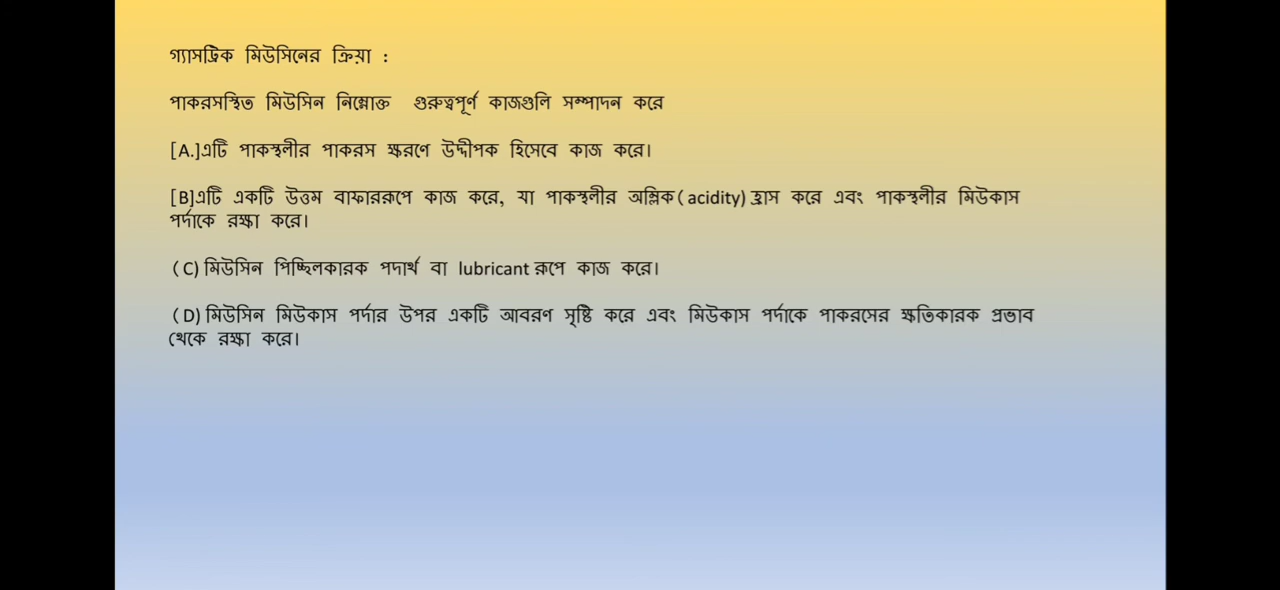 গ্যাসট্রিক মিউসিনের ক্রিয়া :
পাকরসস্থিত মিউসিন নিম্নোক্ত গুরুত্বপূর্ণ কাজগুলি সম্পাদন করে
[A.]এটি পাকস্থলীর পাকরস ক্ষরণে উদ্দীপক হিসেবে কাজ করে।
[B]এটি একটি উত্তম বাফাররূপে কাজ করে, যা পাকস্থলীর অম্লিক( acidity) হ্রাস করে এবং পাকস্থলীর মিউকাস
পর্দাকে রক্ষা করে।
(C) মিউসিন পিচ্ছিলকারক পদার্থ বা lubricant রূপে কাজ করে।
(D) মিউসিন মিউকাস পর্দার উপর একটি আবরণ সৃষ্টি করে এবং মিউকাস পর্দাকে পাকরসের ক্ষতিকারক প্রভাব
থেকে রক্ষা করে।